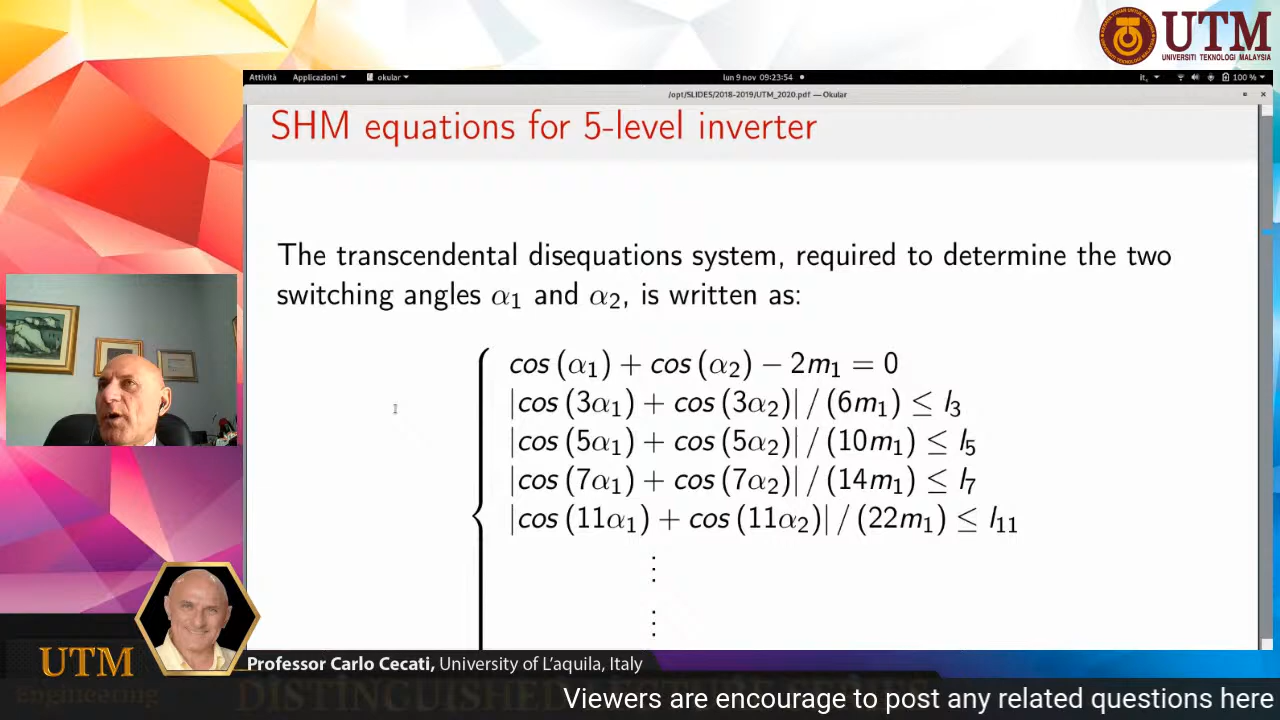 UTM
UNIVERSITI TEKNOLOGI MALAYSIA
Attività Applicazioni okular lun 9 nov 09:23:54 it, 100 %
/opt/SLIDES/2018-2019/UTM_2020.pdf — Okular
SHM equations for 5-level inverter
The transcendental disequations system, required to determine the two
switching angles α₁ and α₂, is written as:
cos (α₁) + cos (α₂) − 2m₁ = 0
|cos (3α₁) + cos (3α₂)| / (6m₁) ≤ l₃
|cos (5α₁) + cos (5α₂)| / (10m₁) ≤ l₅
|cos (7α₁) + cos (7α₂)| / (14m₁) ≤ l₇
|cos (11α₁) + cos (11α₂)| / (22m₁) ≤ l₁₁
⋮
⋮
UTM
Engineering
Professor Carlo Cecati, University of L’aquila, Italy
DISTINGUISHED
Viewers are encourage to post any related questions here